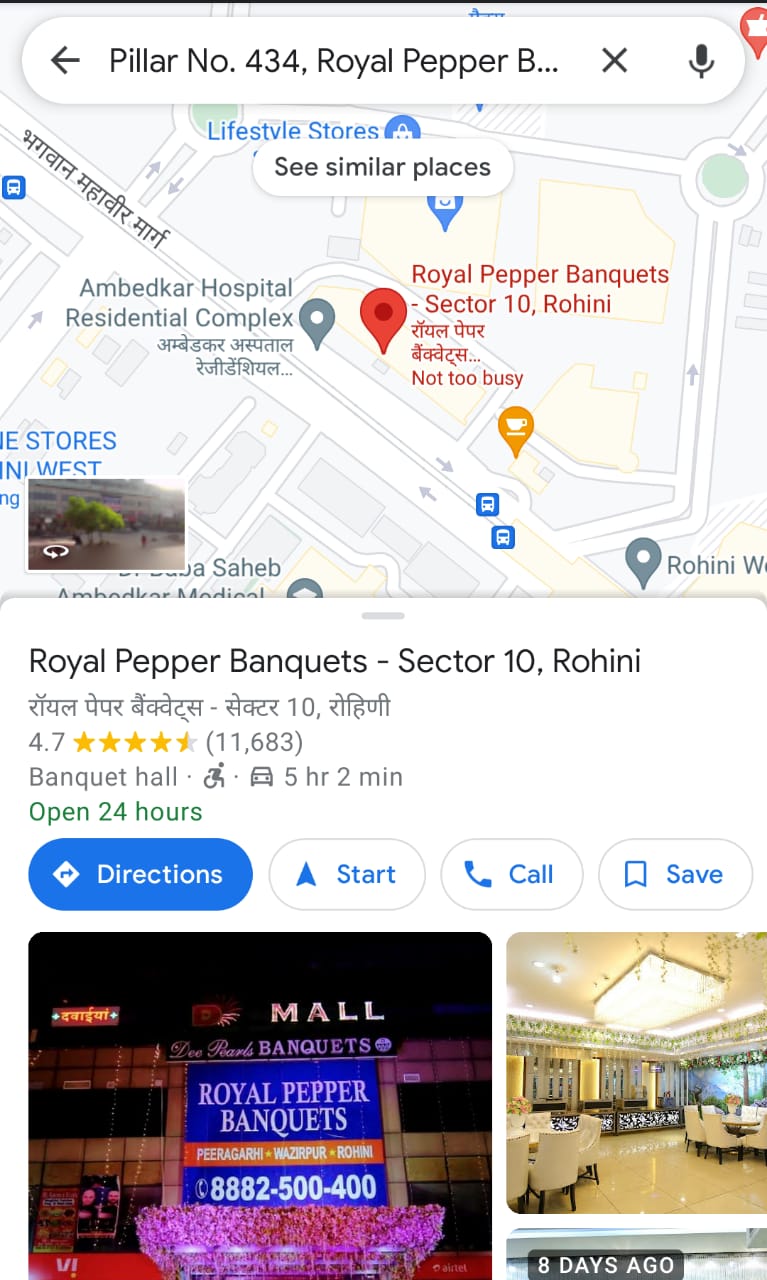 Pillar No. 434, Royal Pepper B...
Lifestyle Stores
See similar places
भगवान महावीर मार्ग
Royal Pepper Banquets
- Sector 10, Rohini
रॉयल पेपर
बैंक्वेट्स...
Not too busy
Ambedkar Hospital
Residential Complex
अम्बेडकर अस्पताल
रेजीडेंशियल...
NE STORES
NI WEST
ng
Baba Saheb
Ambedkar Medical
Rohini We
Royal Pepper Banquets - Sector 10, Rohini
रॉयल पेपर बैंक्वेट्स - सेक्टर 10, रोहिणी
4.7 (11,683)
Banquet hall · · 5 hr 2 min
Open 24 hours
Directions
Start
Call
Save
दवाईयां
D MALL
Dee Pearls BANQUETS
ROYAL PEPPER
BANQUETS
PEERAGARHI★WAZIRPUR★ROHINI
8882-500-400
V!
airtel
8 DAYS AGO